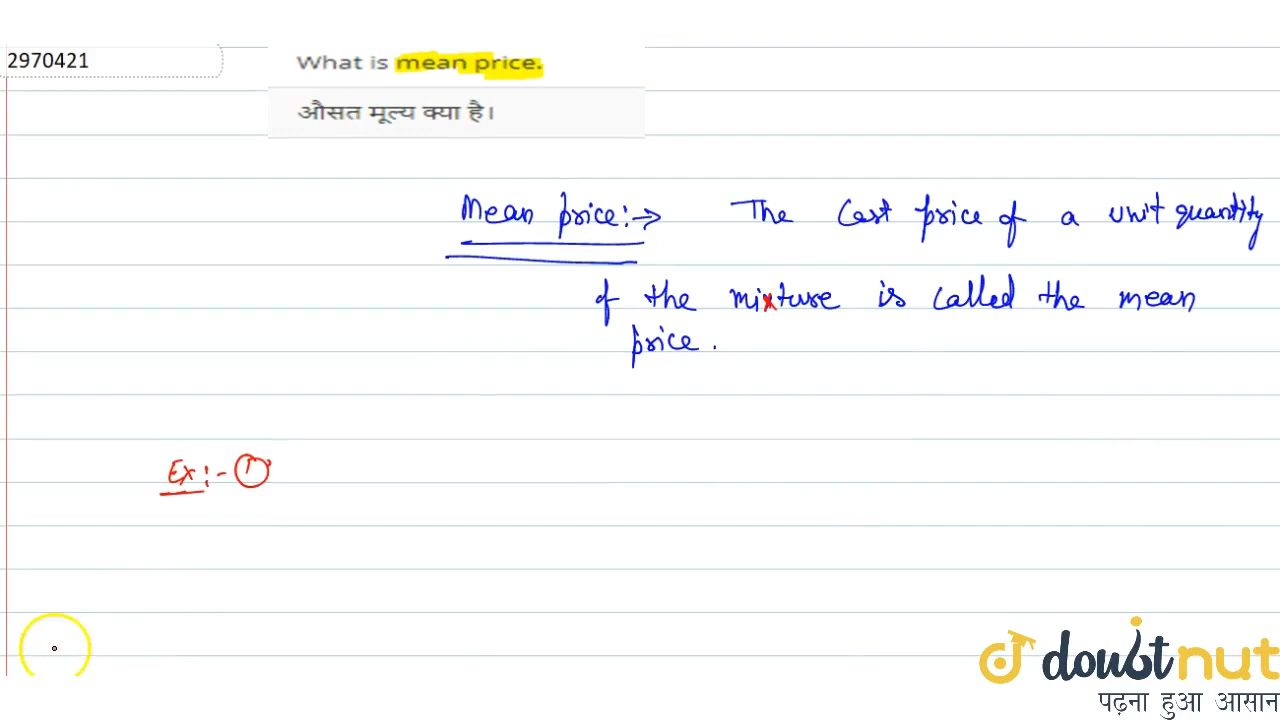 2970421
What is mean price.
औसत मूल्य क्या है।
Mean price:→ The Cost price of a unit quantity
of the mixture is called the mean
price.
Ex:- ①
doubtnut
पढ़ना हुआ आसान